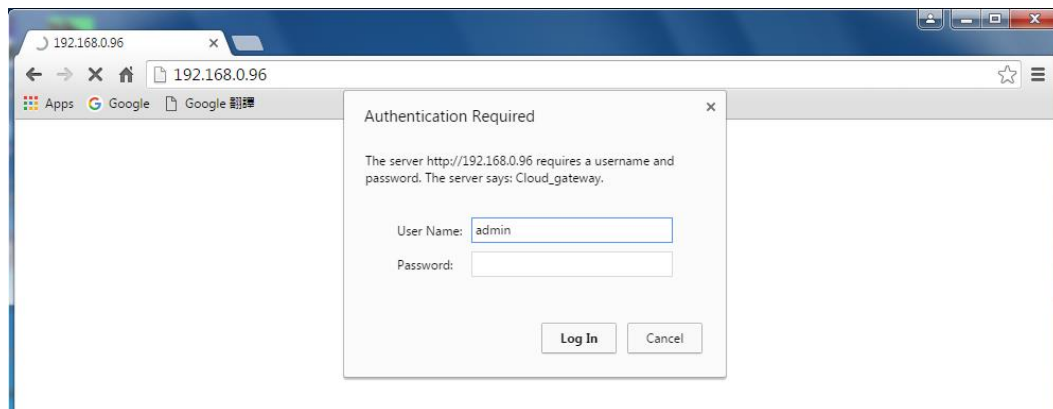 192.168.0.96
192.168.0.96
Apps Google Google 翻譯
Authentication Required
The server http://192.168.0.96 requires a username and
password. The server says: Cloud_gateway.
User Name: admin
Password:
Log In Cancel